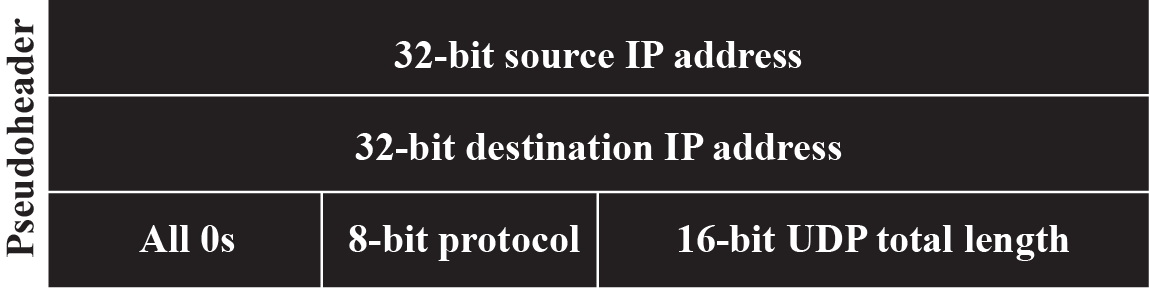 Pseudoheader
32-bit source IP address
32-bit destination IP address
All 0s
8-bit protocol
16-bit UDP total length